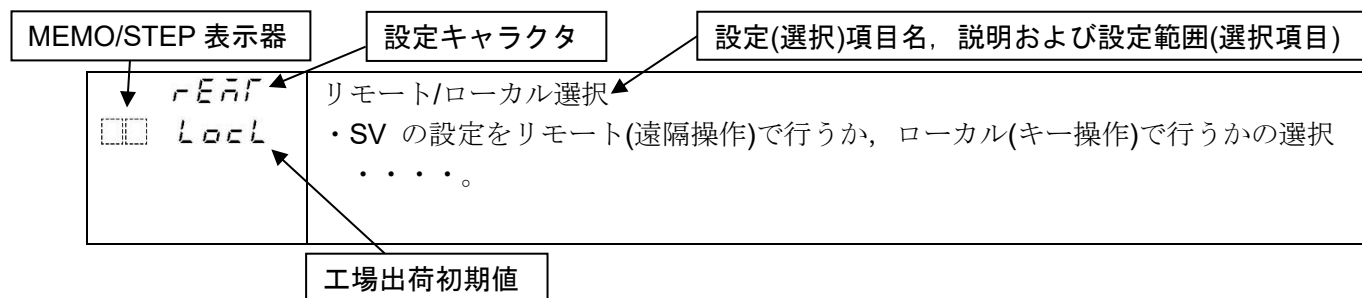 MEMO/STEP 表示器
設定キャラクタ
設定(選択)項目名，説明および設定範囲(選択項目)
rEMT
LocL
リモート/ローカル選択
・SV の設定をリモート(遠隔操作)で行うか，ローカル(キー操作)で行うかの選択
・・・・。
工場出荷初期値